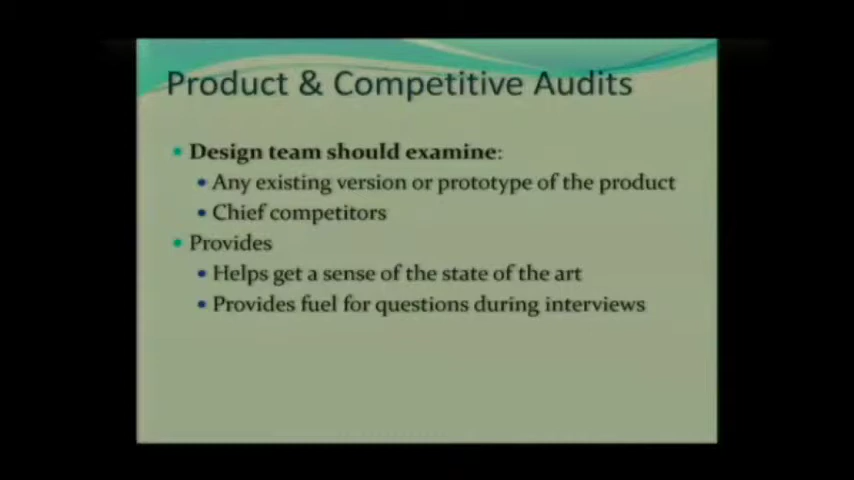 Product & Competitive Audits
• Design team should examine:
• Any existing version or prototype of the product
• Chief competitors
• Provides
• Helps get a sense of the state of the art
• Provides fuel for questions during interviews